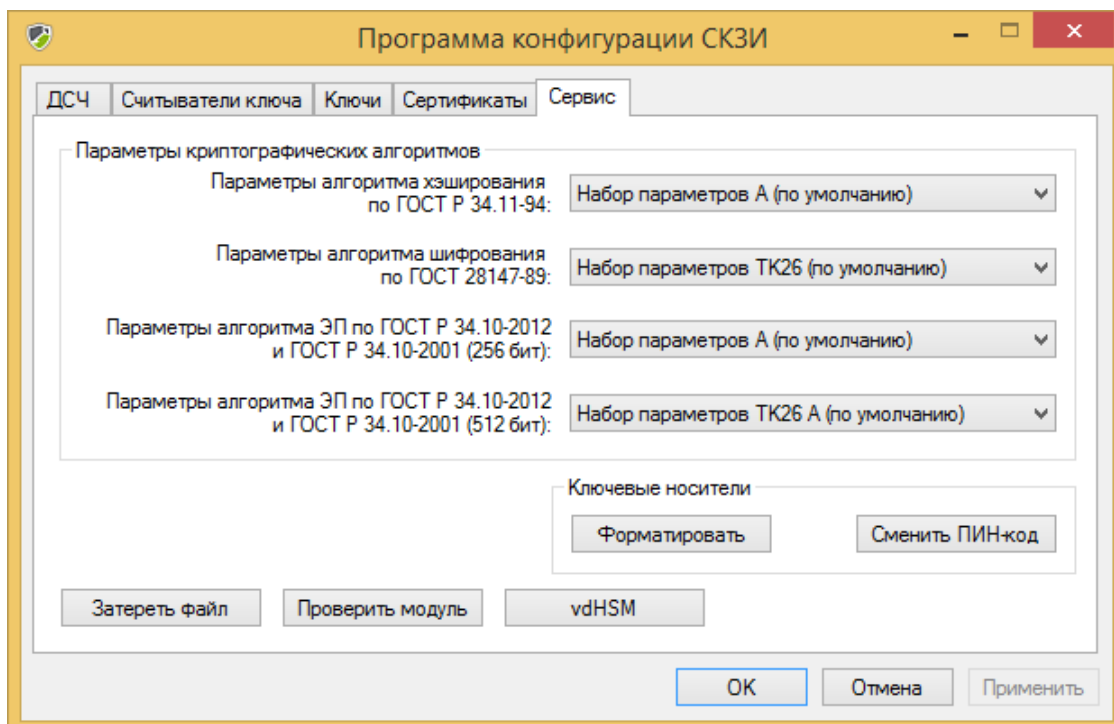 Программа конфигурации СКЗИ
ДСЧ
Считыватели ключа
Ключи
Сертификаты
Сервис
Параметры криптографических алгоритмов
Параметры алгоритма хэширования
по ГОСТ Р 34.11-94:
Набор параметров А (по умолчанию)
Параметры алгоритма шифрования
по ГОСТ 28147-89:
Набор параметров ТК26 (по умолчанию)
Параметры алгоритма ЭП по ГОСТ Р 34.10-2012
и ГОСТ Р 34.10-2001 (256 бит):
Набор параметров А (по умолчанию)
Параметры алгоритма ЭП по ГОСТ Р 34.10-2012
и ГОСТ Р 34.10-2001 (512 бит):
Набор параметров ТК26 А (по умолчанию)
Ключевые носители
Форматировать
Сменить ПИН-код
Затереть файл
Проверить модуль
vdHSM
OK
Отмена
Применить